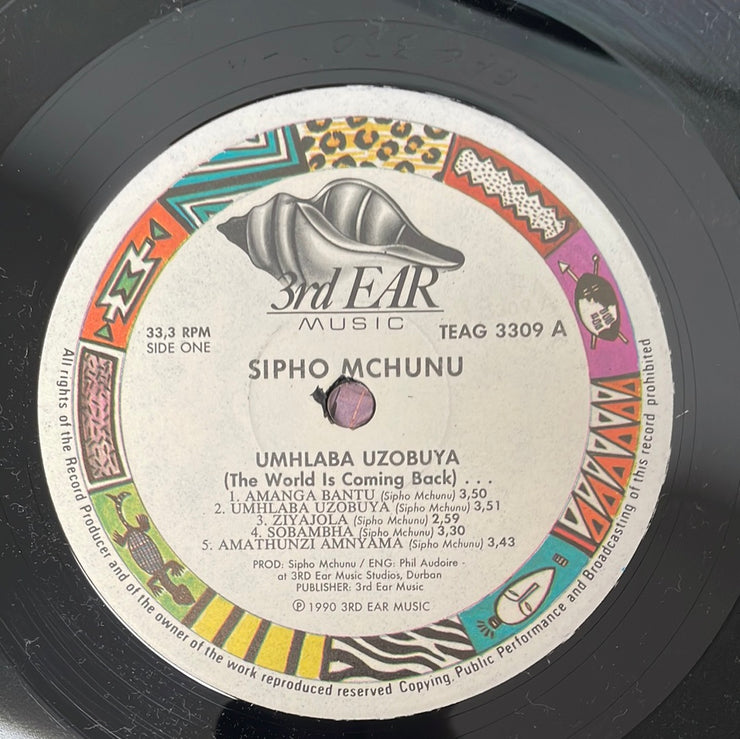 3rd EAR
MUSIC
33,3 RPM
SIDE ONE
TEAG 3309 A
SIPHO MCHUNU
UMHLABA UZOBUYA
(The World Is Coming Back) . . .
1. AMANGA BANTU (Sipho Mchunu) 3,50
2. UMHLABA UZOBUYA (Sipho Mchunu) 3,51
3. ZIYAJOLA (Sipho Mchunu) 2,59
4. SOBAMBHA (Sipho Mchunu) 3,30
5. AMATHUNZI AMNYAMA (Sipho Mchunu) 3,43
PROD: Sipho Mchunu / ENG: Phil Audoire -
at 3RD Ear Music Studios, Durban
PUBLISHER: 3rd Ear Music
℗ 1990 3RD EAR MUSIC
All rights of the Record Producer and of the owner of the work reproduced reserved Copying. Public Performance and Broadcasting of this record prohibited